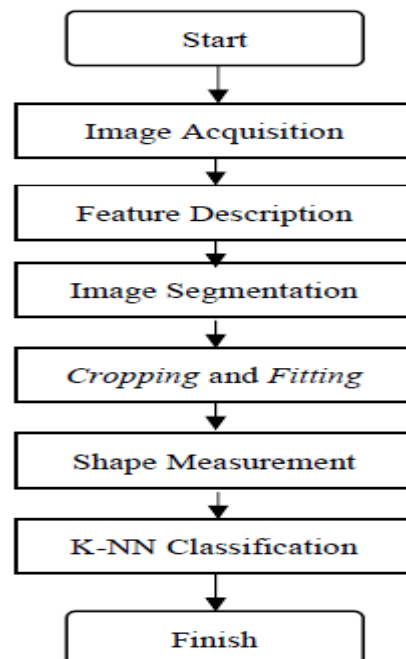 Start
Image Acquisition
Feature Description
Image Segmentation
Cropping and Fitting
Shape Measurement
K-NN Classification
Finish